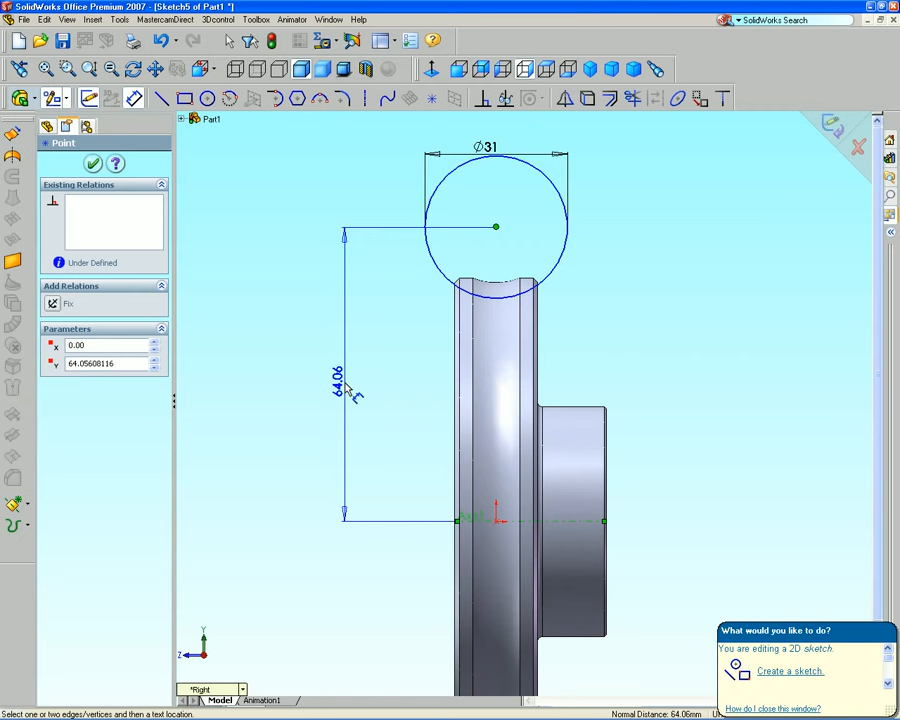 SolidWorks Office Premium 2007 - [Sketch5 of Part1 *]
File Edit View Insert Tools MastercamDirect 3Dcontrol Toolbox Animator Window Help
SolidWorks Search
Part1
Point
Existing Relations
Under Defined
Add Relations
Fix
Parameters
x 0.00
Y 64.05608116
Ø31
64.06
Y
Z
*Right
Model Animation1
What would you like to do?
You are editing a 2D sketch.
Create a sketch.
How do I close this window?
Select one or two edges/vertices and then a text location.
Normal Distance: 64.06mm